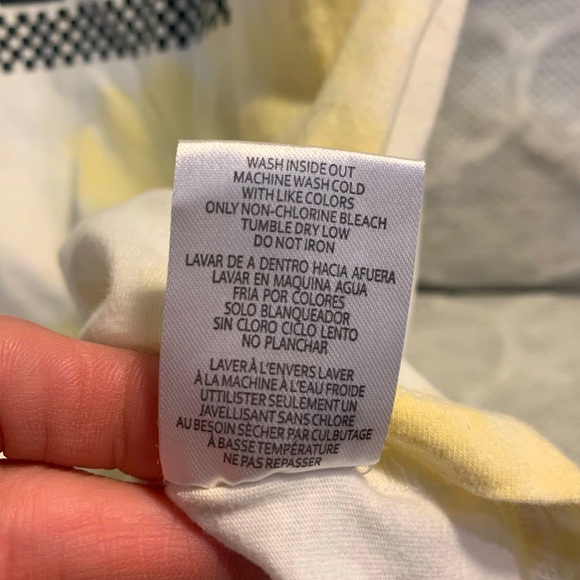 WASH INSIDE OUT
MACHINE WASH COLD
WITH LIKE COLORS
ONLY NON-CHLORINE BLEACH
TUMBLE DRY LOW
DO NOT IRON
LAVAR DE A DENTRO HACIA AFUERA
LAVAR EN MAQUINA AGUA
FRIA POR COLORES
SOLO BLANQUEADOR
SIN CLORO CICLO LENTO
NO PLANCHAR
LAVER À L'ENVERS LAVER
À LA MACHINE À L'EAU FROIDE
UTTILISTER SEULEMENT UN
JAVELLISANT SANS CHLORE
AU BESOIN SÈCHER PAR CULBUTAGE
À BASSE TEMPÉRATURE
NE PAS REPASSER